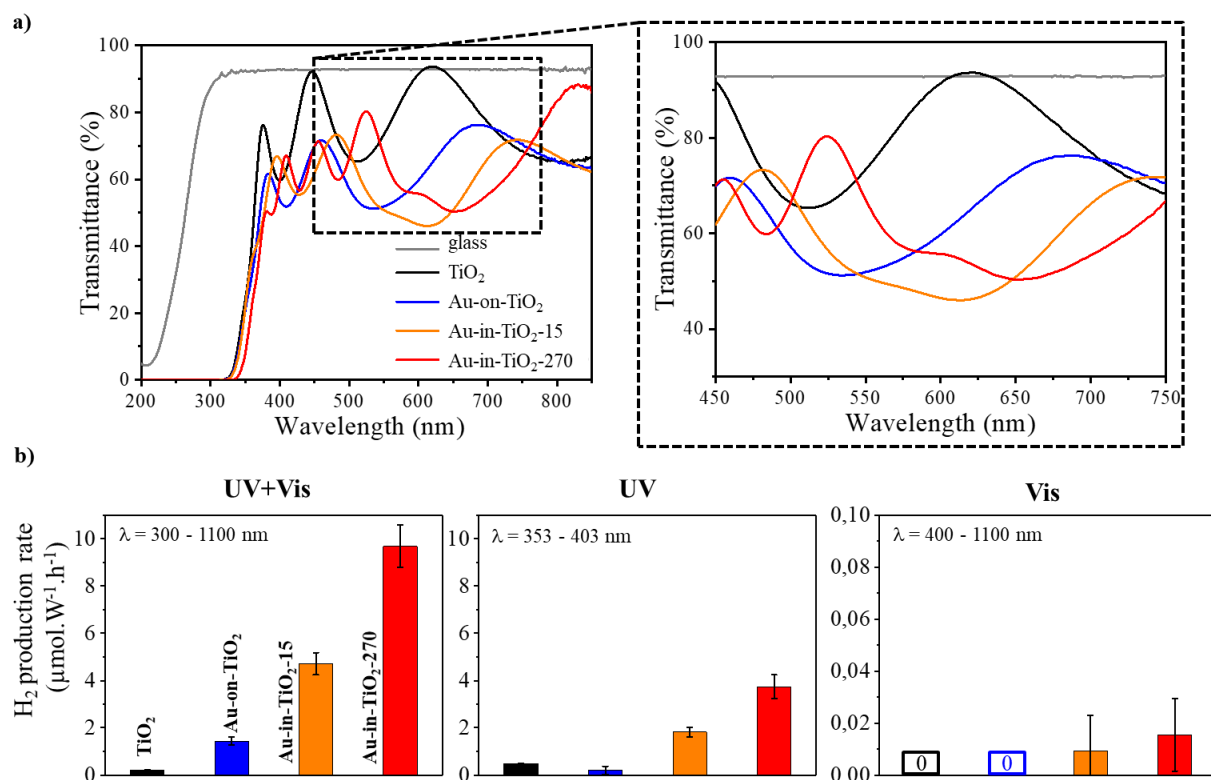 a)
100
80
60
40
20
0
Transmittance (%)
200 300 400 500 600 700 800
Wavelength (nm)
glass
TiO₂
Au-on-TiO₂
Au-in-TiO₂-15
Au-in-TiO₂-270
100
80
60
40
Transmittance (%)
450 500 550 600 650 700 750
Wavelength (nm)
b)
UV+Vis
λ = 300 - 1100 nm
10
8
6
4
2
0
H₂ production rate
(μmol.W⁻¹.h⁻¹)
TiO₂
Au-on-TiO₂
Au-in-TiO₂-15
Au-in-TiO₂-270
UV
λ = 353 - 403 nm
10
8
6
4
2
0
Vis
λ = 400 - 1100 nm
0,10
0,08
0,06
0,04
0,02
0,00
0
0